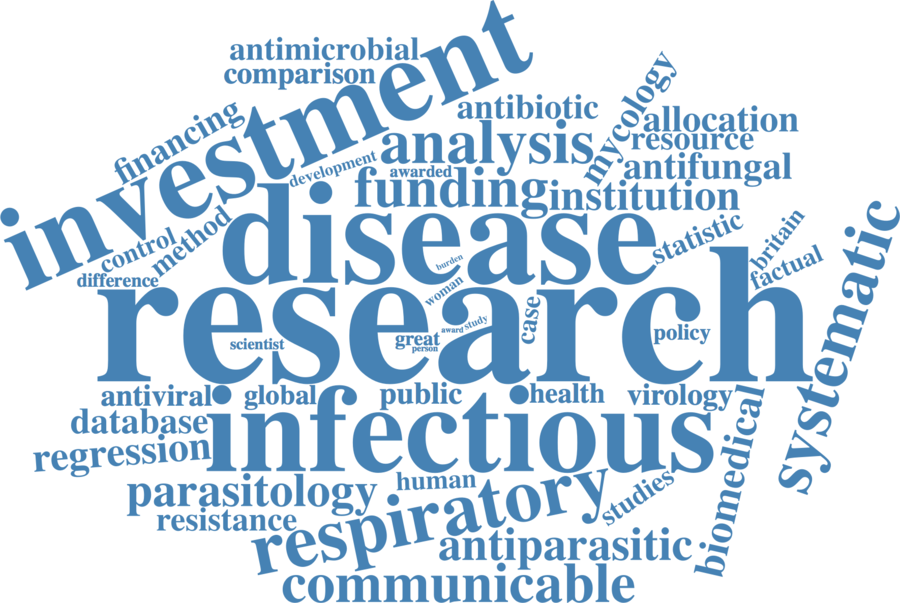 antimicrobial
comparison
investment
financing
antibiotic
mycology
allocation
resource
analysis
antifungal
development
awarded
funding
institution
disease
control
method
difference
statistic
britain
factual
systematic
burden
woman
research
scientist
great
person
award
study
case
policy
antiviral
global
public
health
virology
database
infectious
regression
biomedical
parasitology
human
studies
resistance
respiratory
antiparasitic
communicable